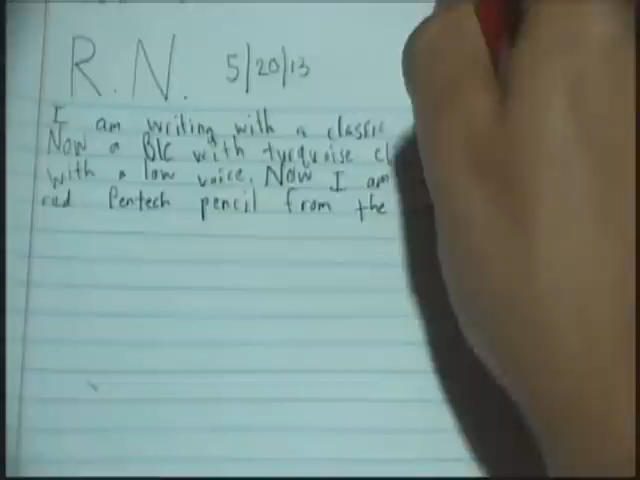 R. N. 5/20/13
I am writing with a classic
Now a BIC with turquoise cl
with a low voice. Now I am
red Pentech pencil from the